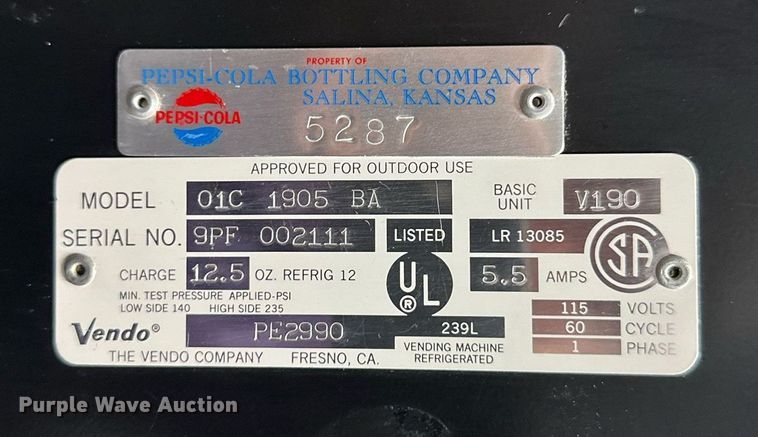 PROPERTY OF
PEPSI-COLA BOTTLING COMPANY
SALINA, KANSAS
PEPSI-COLA
5287
APPROVED FOR OUTDOOR USE
MODEL 01C 1905 BA BASIC UNIT V190
SERIAL NO. 9PF 002111 LISTED LR 13085 SA
CHARGE 12.5 OZ. REFRIG 12 UL ® 5.5 AMPS
MIN. TEST PRESSURE APPLIED-PSI
LOW SIDE 140 HIGH SIDE 235
115 VOLTS
Vendo® PE2990 239L 60 CYCLE
VENDING MACHINE REFRIGERATED 1 PHASE
THE VENDO COMPANY FRESNO, CA.
Purple Wave Auction